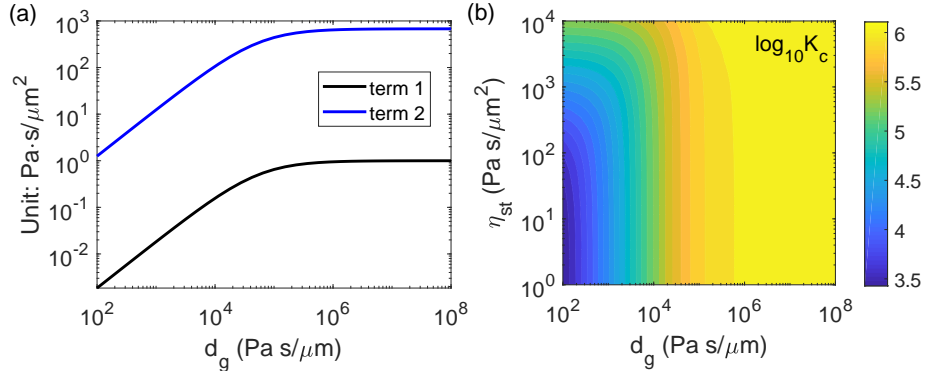 (a)
10^3
10^2
10^1
10^0
10^-1
10^-2
Unit: Pa·s/μm^2
term 1
term 2
10^2
10^4
10^6
10^8
d_g (Pa s/μm)
(b)
10^4
10^3
10^2
10^1
10^0
η_st (Pa s/μm^2)
log_10K_c
10^2
10^4
10^6
10^8
d_g (Pa s/μm)
6
5.5
5
4.5
4
3.5